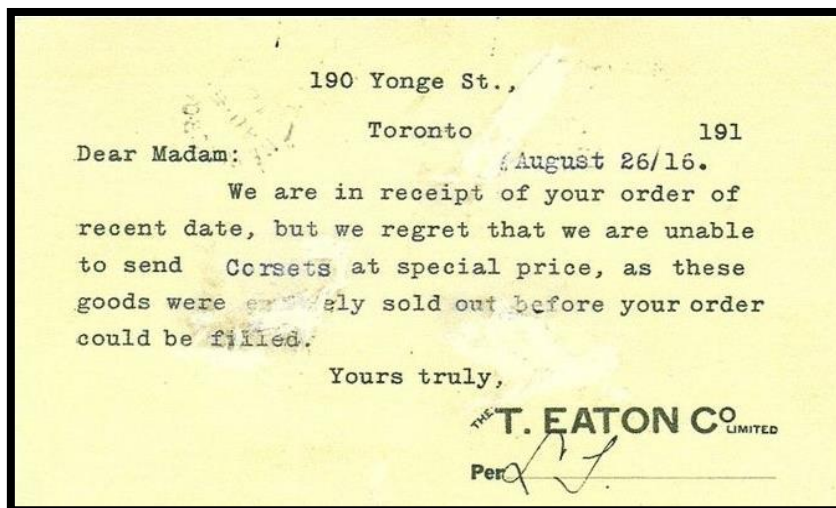 190 Yonge St.,
Toronto 191
Dear Madam: August 26/16.
We are in receipt of your order of
recent date, but we regret that we are unable
to send Corsets at special price, as these
goods were sold out before your order
could be filled.
Yours truly,
THE T. EATON CO LIMITED
Per